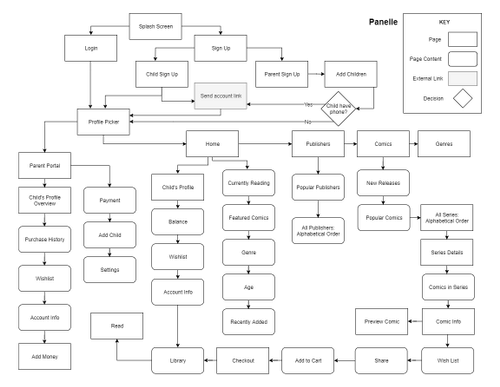 Panelle
KEY
Page
Page Content
External Link
Decision
Splash Screen
Login
Sign Up
Child Sign Up
Parent Sign Up
Add Children
Send account link
Child have
phone?
Yes
No
Profile Picker
Home
Publishers
Comics
Genres
Parent Portal
Child's Profile
Overview
Purchase History
Wishlist
Account Info
Add Money
Payment
Add Child
Settings
Child's Profile
Balance
Wishlist
Account Info
Library
Currently Reading
Featured Comics
Genre
Age
Recently Added
Popular Publishers
All Publishers:
Alphabetical Order
New Releases
Popular Comics
All Series:
Alphabetical Order
Series Details
Comics in Series
Comic Info
Preview Comic
Wish List
Share
Add to Cart
Checkout
Read